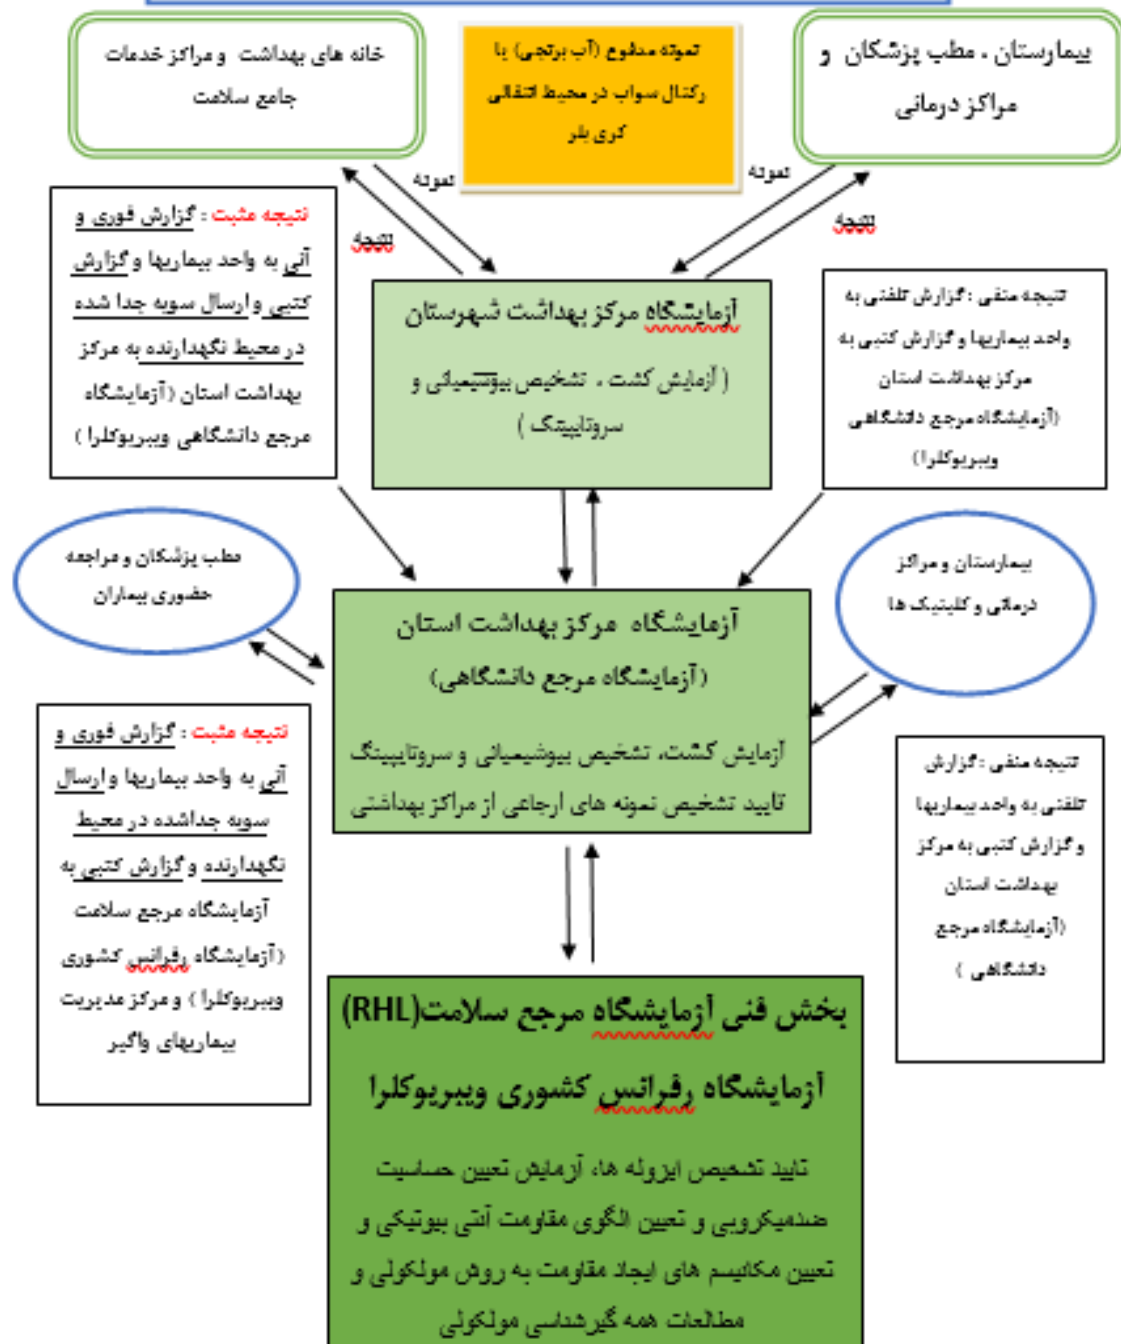 خانه های بهداشت و مراکز خدمات
جامع سلامت
نمونه مدفوع (آب برنجی) یا
رکتال سواب در محیط انتقالی
کری بلر
بیمارستان ، مطب پزشکان و
مراکز درمانی
نمونه
نتیجه
نمونه
نتیجه
نتیجه مثبت : گزارش فوری و
آنی به واحد بیماریها و گزارش
کتبی و ارسال سویه جدا شده
در محیط نگهدارنده به مرکز
بهداشت استان (آزمایشگاه
مرجع دانشگاهی ویبریوکلرا )
آزمایشگاه مرکز بهداشت شهرستان
( آزمایش کشت ، تشخیص بیوشیمیائی و
سروتایپینگ )
نتیجه منفی : گزارش تلفنی به
واحد بیماریها و گزارش کتبی به
مرکز بهداشت استان
(آزمایشگاه مرجع دانشگاهی
ویبریوکلرا)
مطب پزشکان و مراجعه
حضوری بیماران
بیمارستان و مراکز
درمانی و کلینیک ها
آزمایشگاه مرکز بهداشت استان
(آزمایشگاه مرجع دانشگاهی)
آزمایش کشت، تشخیص بیوشیمیائی و سروتایپینگ
تایید تشخیص نمونه های ارجاعی از مراکز بهداشتی
نتیجه مثبت : گزارش فوری و
آنی به واحد بیماریها و ارسال
سویه جداشده در محیط
نگهدارنده و گزارش کتبی به
آزمایشگاه مرجع سلامت
(آزمایشگاه رفرانس کشوری
ویبریوکلرا ) و مرکز مدیریت
بیماریهای واگیر
نتیجه منفی : گزارش
تلفنی به واحد بیماریها
و گزارش کتبی به مرکز
بهداشت استان
(آزمایشگاه مرجع
دانشگاهی )
بخش فنی آزمایشگاه مرجع سلامت(RHL)
آزمایشگاه رفرانس کشوری ویبریوکلرا
تایید تشخیص ایزوله ها، آزمایش تعیین حساسیت
ضدمیکروبی و تعیین الگوی مقاومت آنتی بیوتیکی و
تعیین مکانیسم های ایجاد مقاومت به روش مولکولی و
مطالعات همه گیرشناسی مولکولی